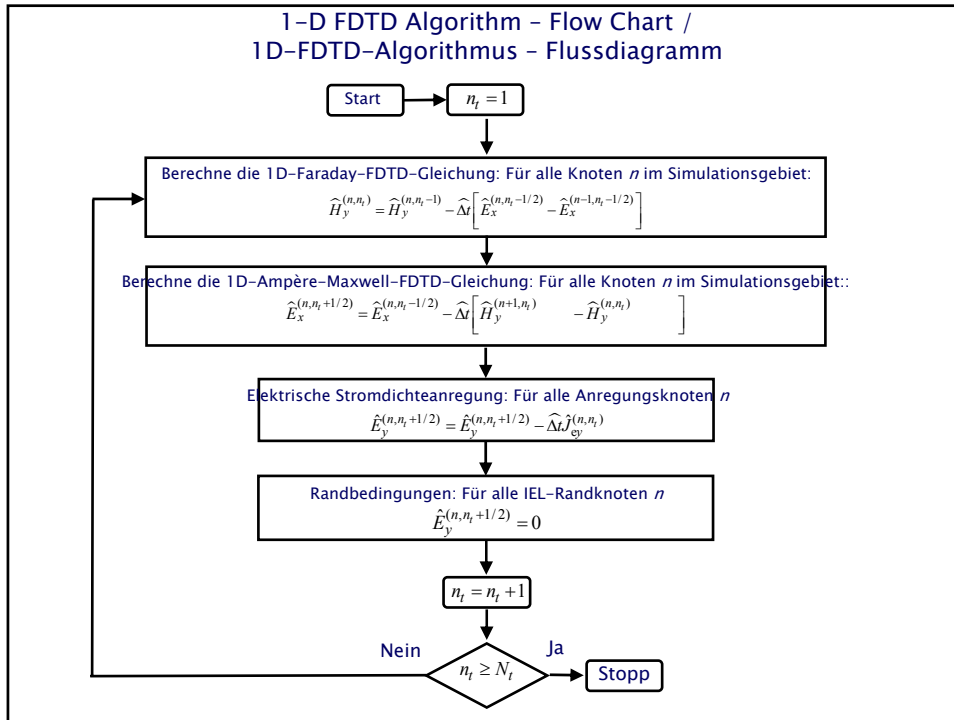 1-D FDTD Algorithm – Flow Chart /
1D-FDTD-Algorithmus – Flussdiagramm
Start
n_t = 1
Berechne die 1D-Faraday-FDTD-Gleichung: Für alle Knoten n im Simulationsgebiet:
Ĥ_y^(n,n_t) = Ĥ_y^(n,n_t−1) − Δ̂t[Ê_x^(n,n_t−1/2) − Ê_x^(n−1,n_t−1/2)]
Berechne die 1D-Ampère-Maxwell-FDTD-Gleichung: Für alle Knoten n im Simulationsgebiet::
Ê_x^(n,n_t+1/2) = Ê_x^(n,n_t−1/2) − Δ̂t[Ĥ_y^(n+1,n_t) − Ĥ_y^(n,n_t)]
Elektrische Stromdichteanregung: Für alle Anregungsknoten n
Ê_y^(n,n_t+1/2) = Ê_y^(n,n_t+1/2) − Δ̂tĴ_ey^(n,n_t)
Randbedingungen: Für alle IEL-Randknoten n
Ê_y^(n,n_t+1/2) = 0
n_t = n_t + 1
Nein
n_t ≥ N_t
Ja
Stopp